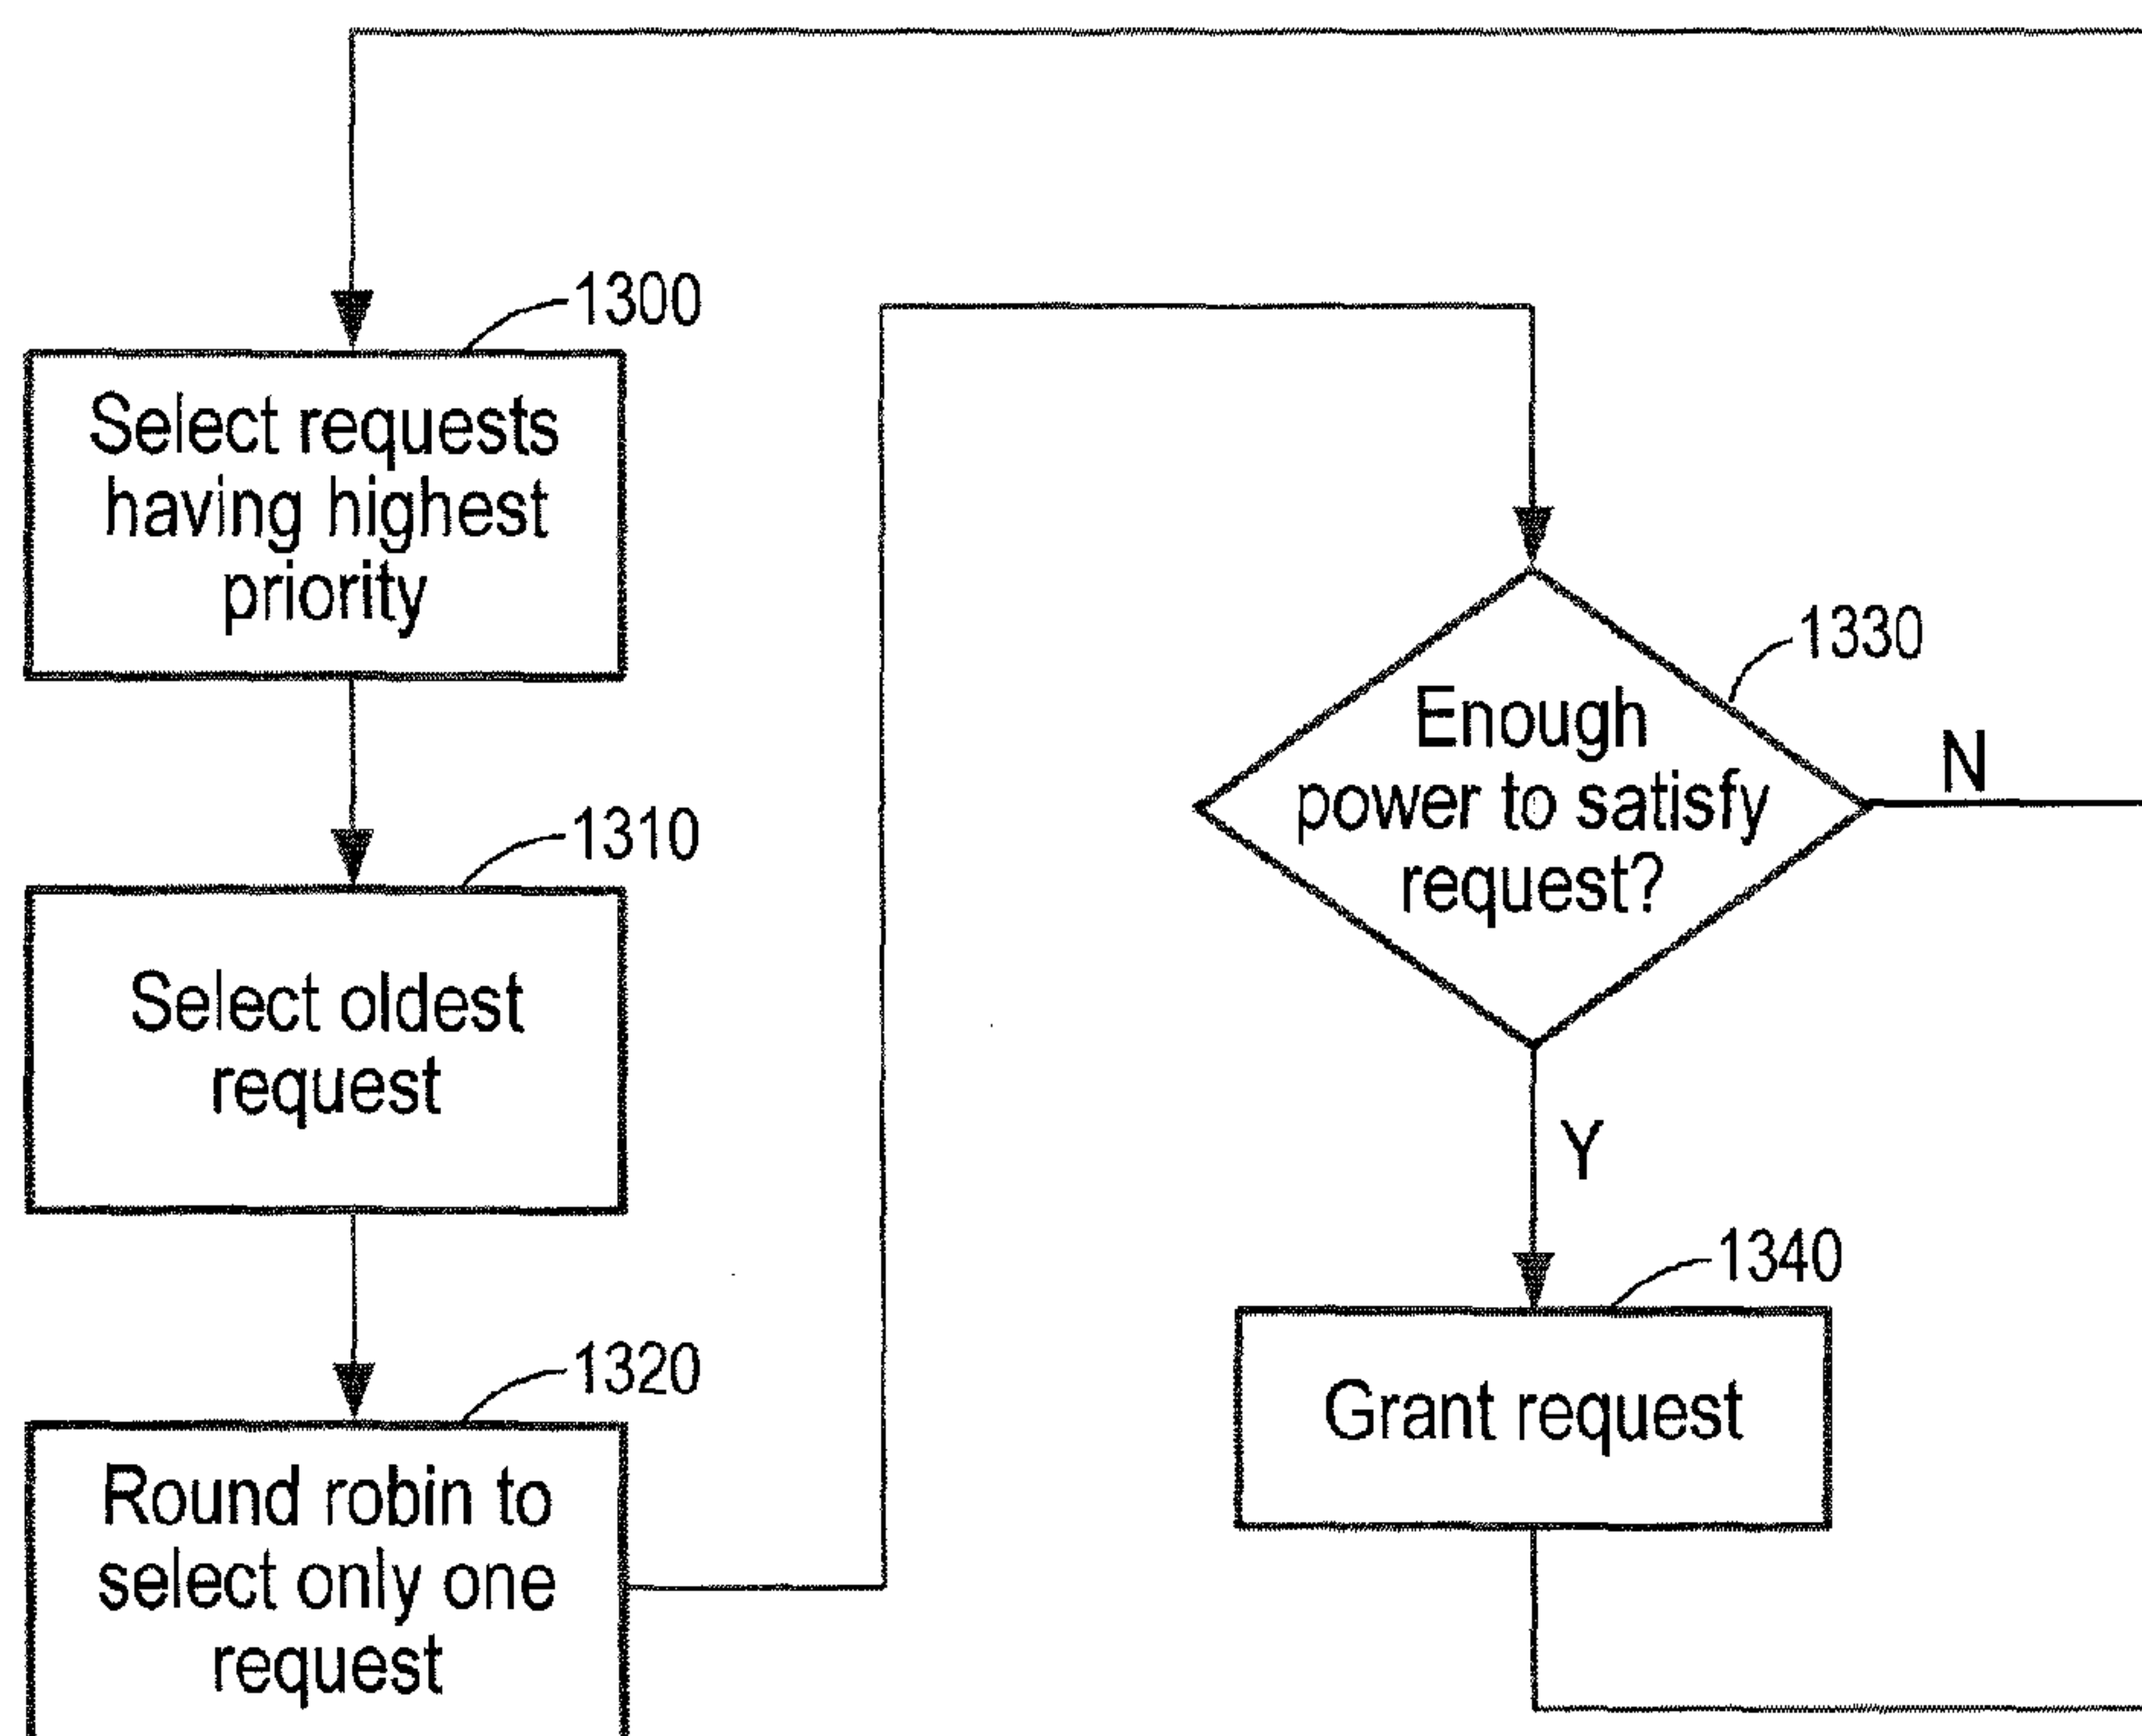 1300
Select requests
having highest
priority
1310
Select oldest
request
1320
Round robin to
select only one
request
1330
Enough
power to satisfy
request?
N
Y
1340
Grant request